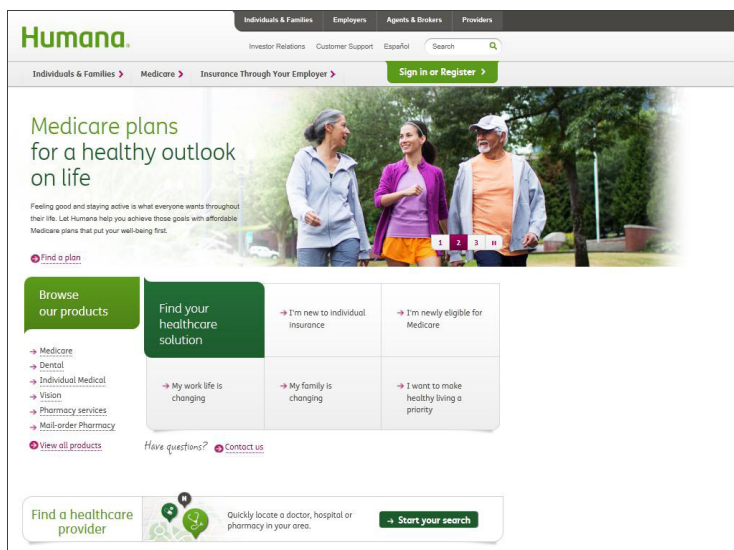 Individuals & Families Employers Agents & Brokers Providers
Humana.
Investor Relations Customer Support Español Search
Individuals & Families Medicare Insurance Through Your Employer Sign in or Register
Medicare plans
for a healthy outlook
on life
Feeling good and staying active is what everyone wants throughout
their life. Let Humana help you achieve those goals with affordable
Medicare plans that put your well-being first.
Find a plan
1 2 3
Browse
our products
Medicare
Dental
Individual Medical
Vision
Pharmacy services
Mail-order Pharmacy
View all products
Find your
healthcare
solution
I'm new to individual
insurance
I'm newly eligible for
Medicare
My work life is
changing
My family is
changing
I want to make
healthy living a
priority
Have questions? Contact us
Find a healthcare
provider
H
Quickly locate a doctor, hospital or
pharmacy in your area.
Start your search